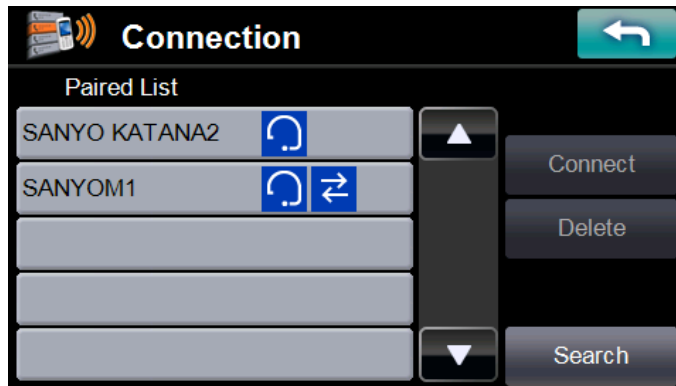 Connection
Paired List
SANYO KATANA2
SANYOM1
Connect
Delete
Search